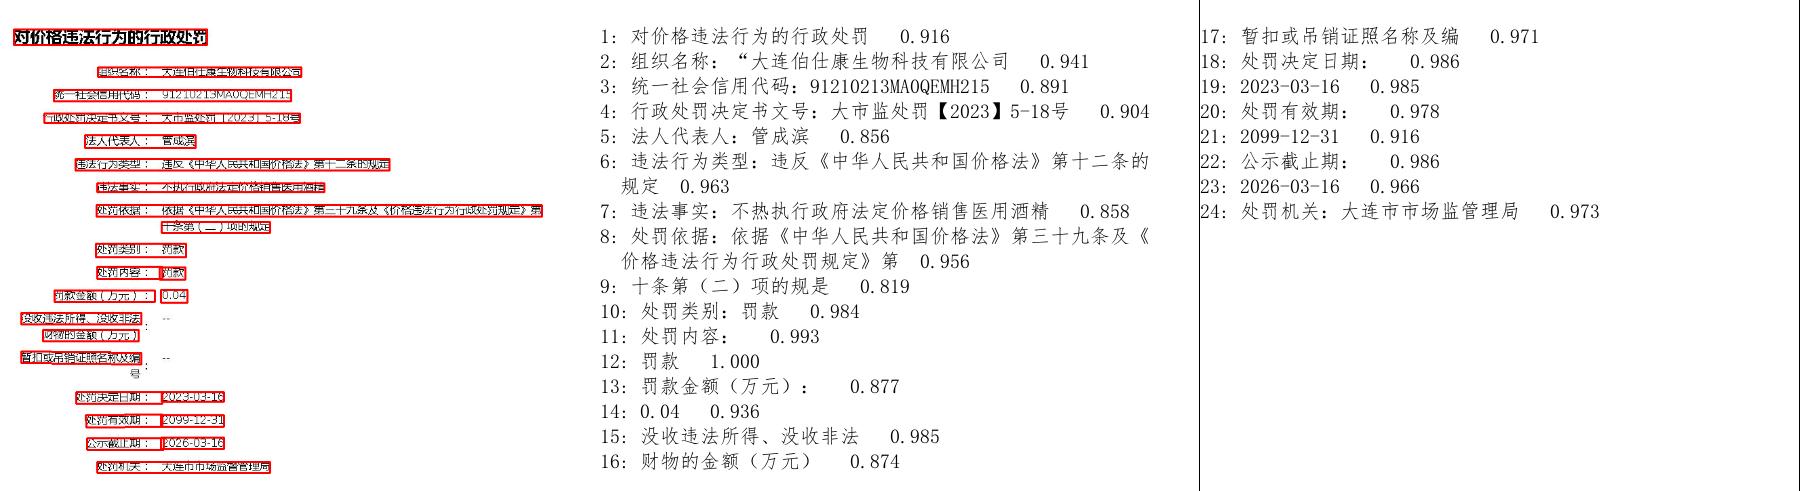 对价格违法行为的行政处罚
组织名称： 大连伯仕康生物科技有限公司
统一社会信用代码： 91210213MA0QEMH215
行政处罚决定书文号： 大市监处罚〔2023〕5-18号
法人代表人： 管成滨
违法行为类型： 违反《中华人民共和国价格法》第十二条的规定
违法事实： 不执行政府法定价格销售医用酒精
处罚依据： 依据《中华人民共和国价格法》第三十九条及《价格违法行为行政处罚规定》第
十条第（二）项的规定
处罚类别： 罚款
处罚内容： 罚款
罚款金额（万元）： 0.04
没收违法所得、没收非法
财物的金额（万元）
： --
暂扣或吊销证照名称及编
号
： --
处罚决定日期： 2023-03-16
处罚有效期： 2099-12-31
公示截止期： 2026-03-16
处罚机关： 大连市市场监督管理局
1: 对价格违法行为的行政处罚 0.916
2: 组织名称：“大连伯仕康生物科技有限公司 0.941
3: 统一社会信用代码：91210213MA0QEMH215 0.891
4: 行政处罚决定书文号：大市监处罚【2023】5-18号 0.904
5: 法人代表人：管成滨 0.856
6: 违法行为类型：违反《中华人民共和国价格法》第十二条的
规定 0.963
7: 违法事实：不热执行政府法定价格销售医用酒精 0.858
8: 处罚依据：依据《中华人民共和国价格法》第三十九条及《
价格违法行为行政处罚规定》第 0.956
9: 十条第（二）项的规是 0.819
10: 处罚类别：罚款 0.984
11: 处罚内容： 0.993
12: 罚款 1.000
13: 罚款金额（万元）： 0.877
14: 0.04 0.936
15: 没收违法所得、没收非法 0.985
16: 财物的金额（万元） 0.874
17: 暂扣或吊销证照名称及编 0.971
18: 处罚决定日期： 0.986
19: 2023-03-16 0.985
20: 处罚有效期： 0.978
21: 2099-12-31 0.916
22: 公示截止期： 0.986
23: 2026-03-16 0.966
24: 处罚机关：大连市市场监管理局 0.973